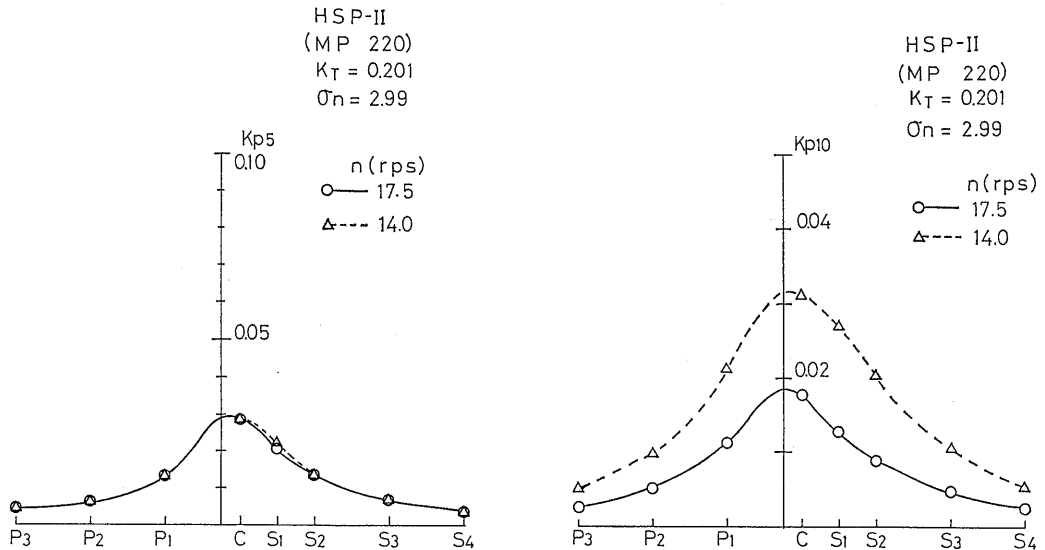 HSP-II
(MP 220)
KT = 0.201
σn = 2.99
Kp5
0.10
n(rps)
17.5
14.0
0.05
P3 P2 P1 C S1 S2 S3 S4
HSP-II
(MP 220)
KT = 0.201
σn = 2.99
Kp10
n(rps)
17.5
14.0
0.04
0.02
P3 P2 P1 C S1 S2 S3 S4